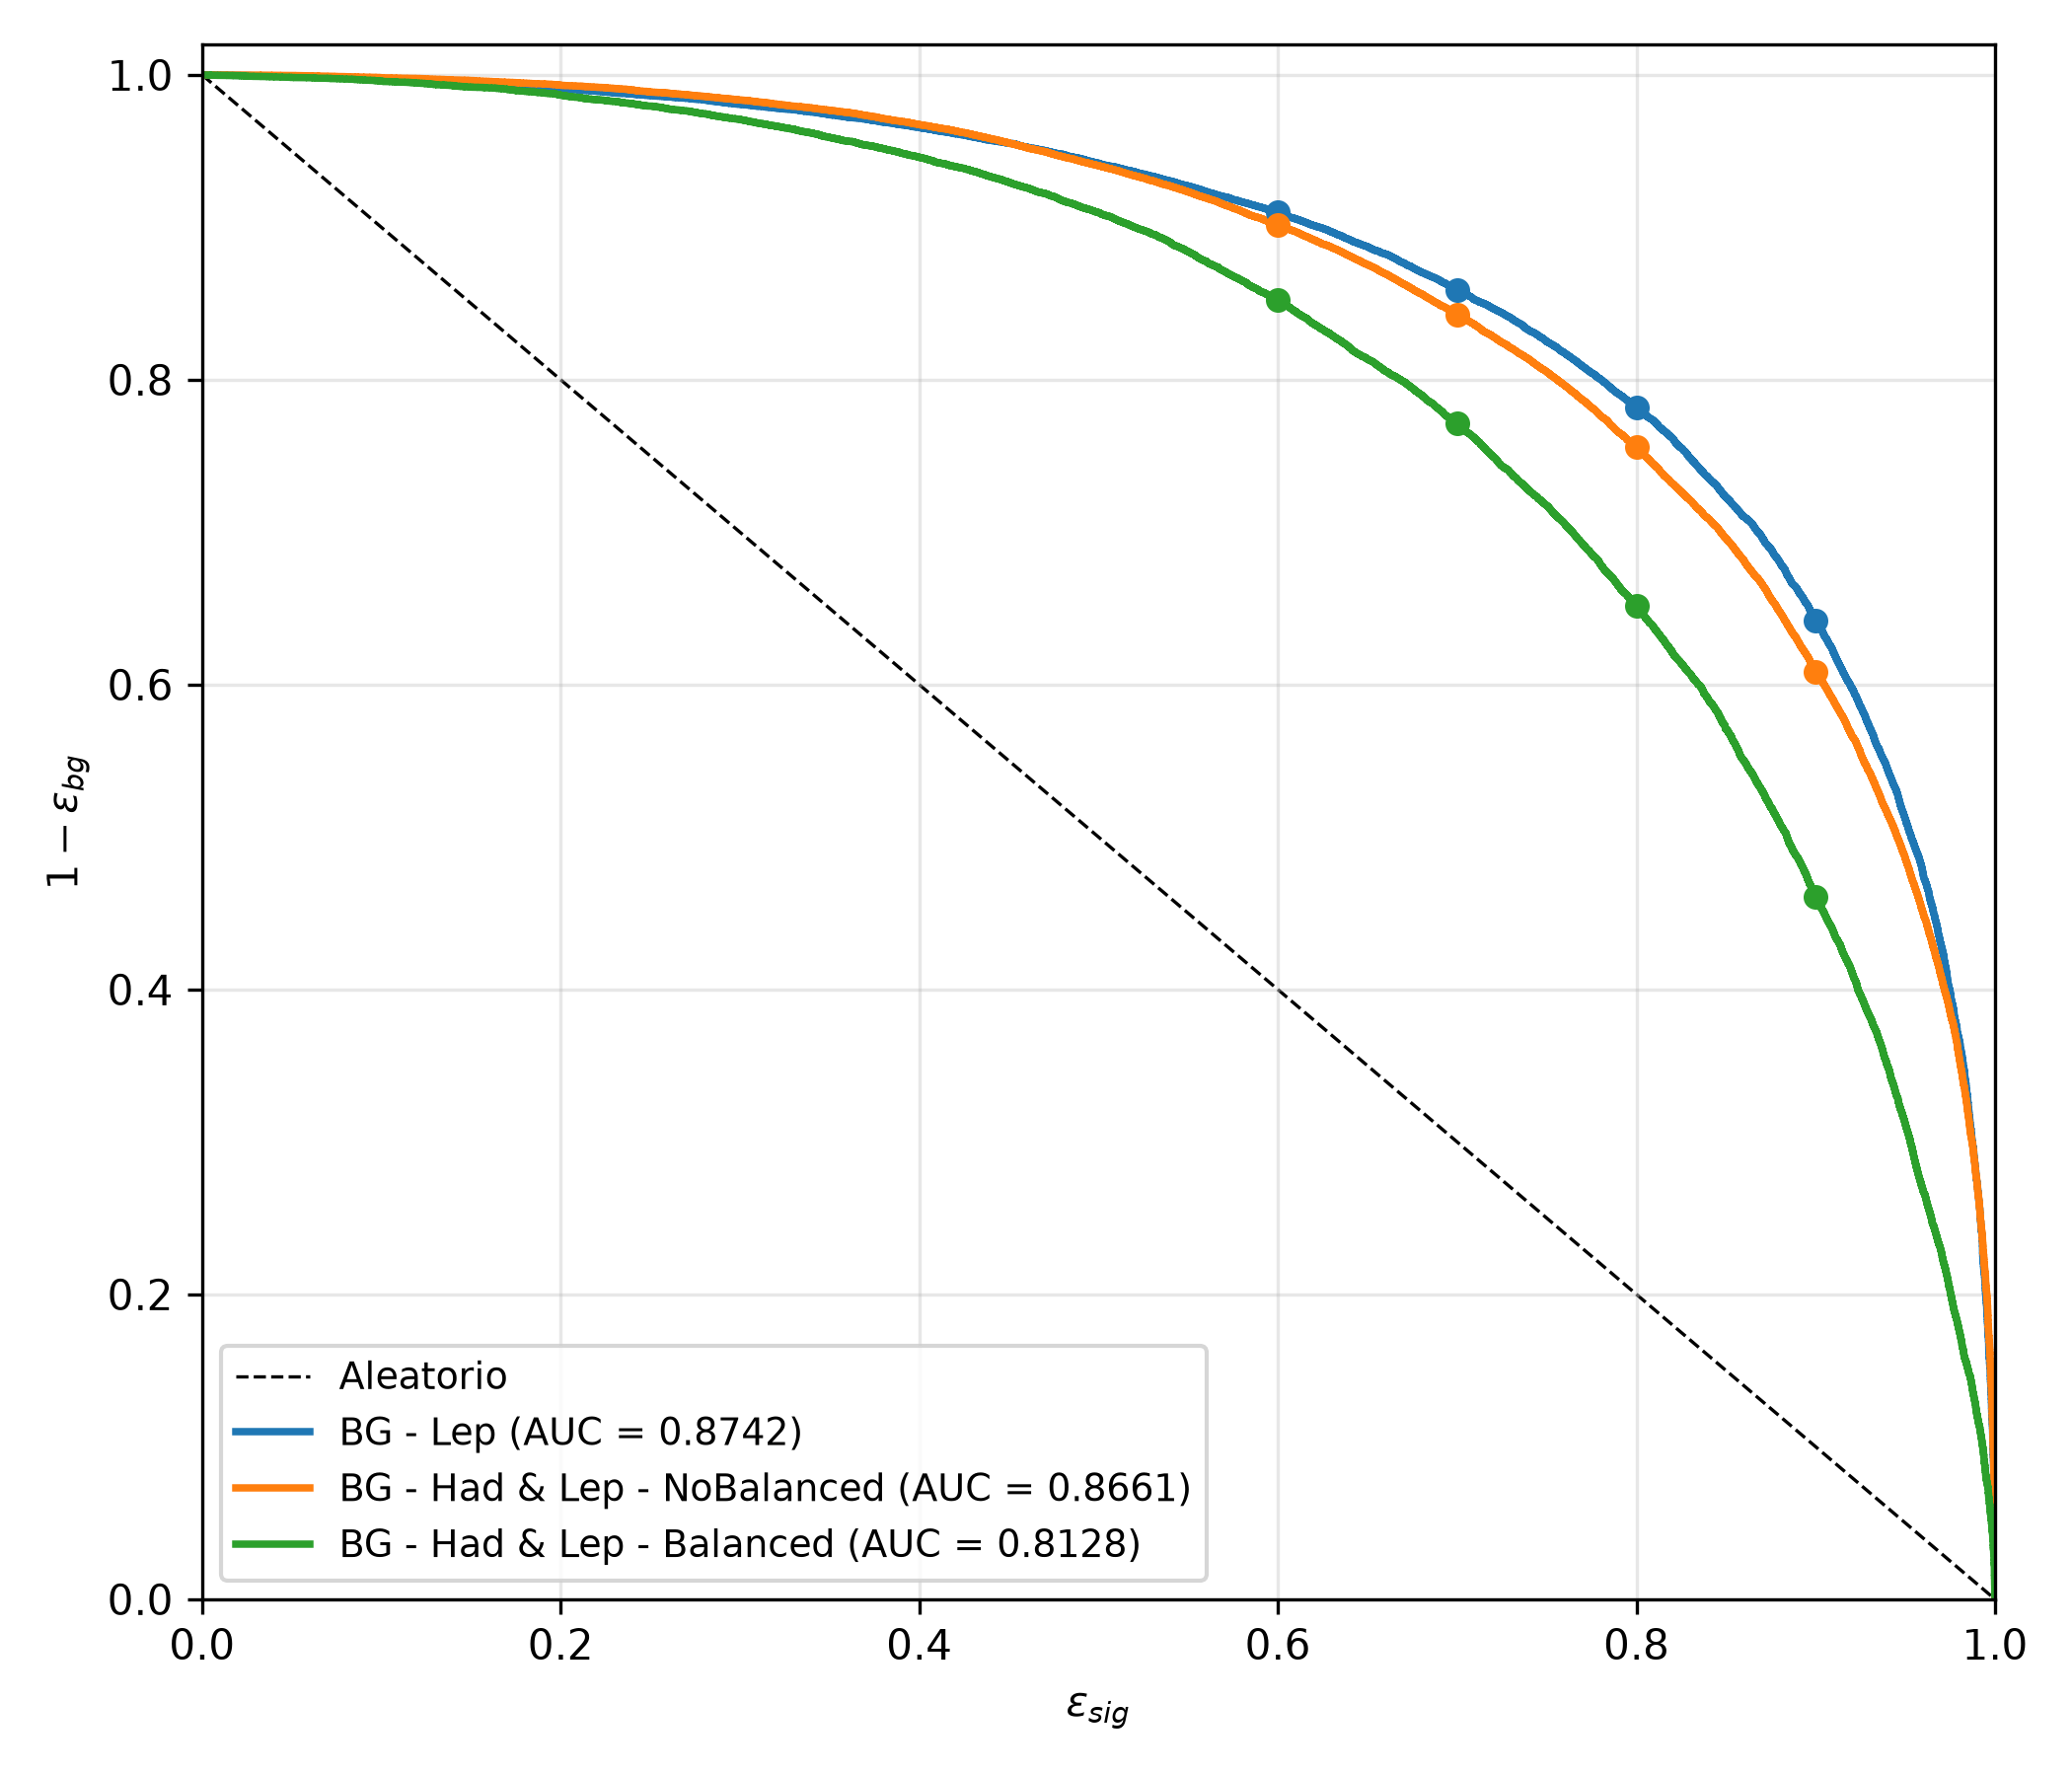 1.0
0.8
0.6
0.4
0.2
0.0
1 − ε_bg
Aleatorio
BG - Lep (AUC = 0.8742)
BG - Had & Lep - NoBalanced (AUC = 0.8661)
BG - Had & Lep - Balanced (AUC = 0.8128)
0.0 0.2 0.4 0.6 0.8 1.0
ε_sig